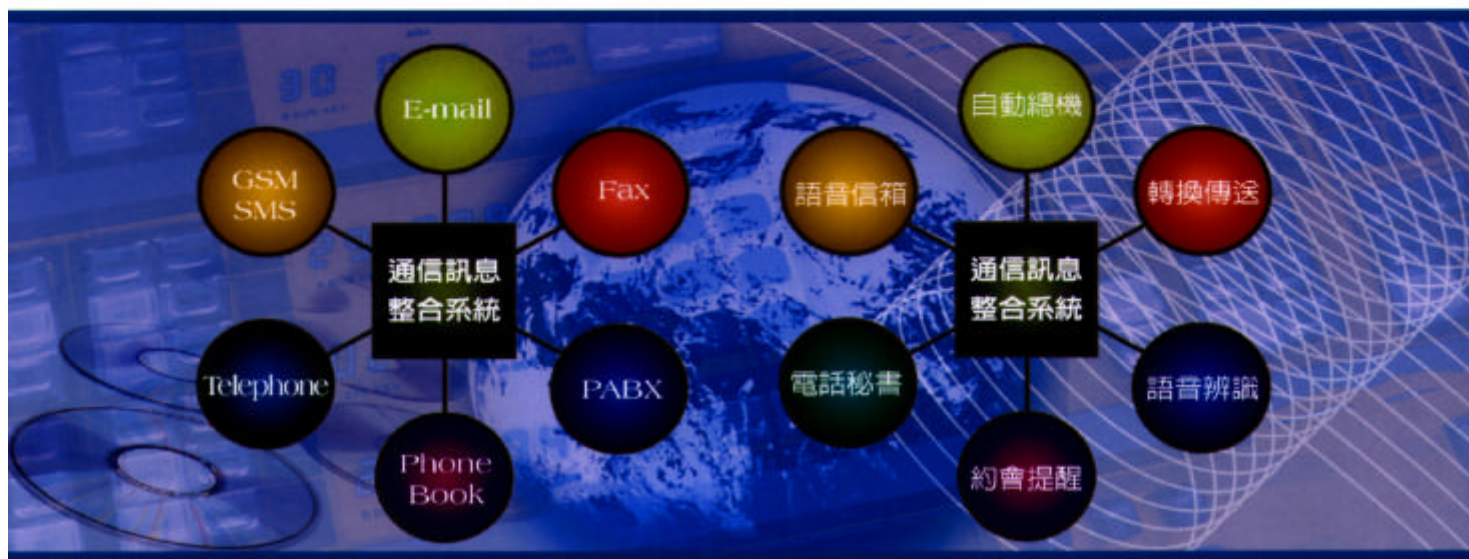 E-mail
GSM
SMS
Fax
通信訊息
整合系統
Telephone
PABX
Phone
Book
自動總機
語音信箱
轉換傳送
通信訊息
整合系統
電話秘書
語音辨識
約會提醒